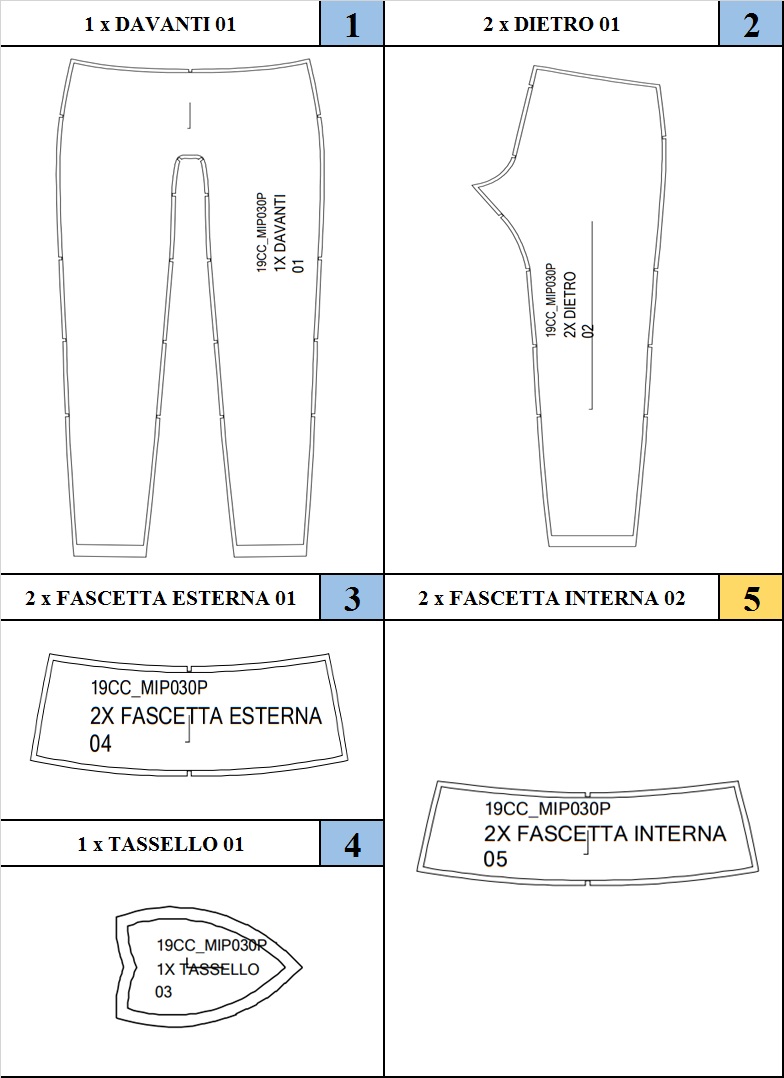 1 x DAVANTI 01
1
19CC_MIP030P
1X DAVANTI
01
2 x DIETRO 01
2
19CC_MIP030P
2X DIETRO
02
2 x FASCETTA ESTERNA 01
3
19CC_MIP030P
2X FASCETTA ESTERNA
04
1 x TASSELLO 01
4
19CC_MIP030P
1X TASSELLO
03
2 x FASCETTA INTERNA 02
5
19CC_MIP030P
2X FASCETTA INTERNA
05